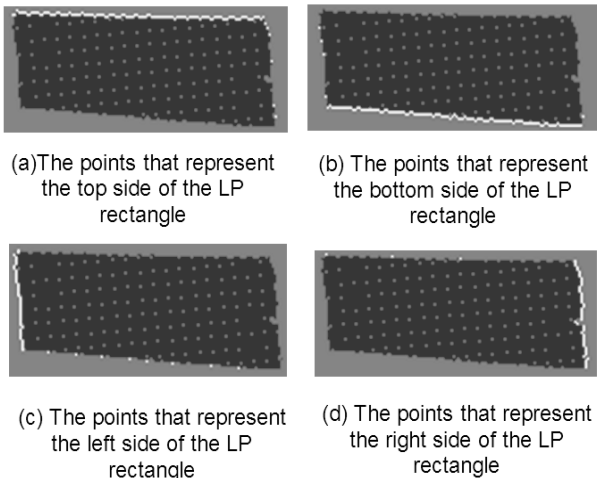 (a)The points that represent
the top side of the LP
rectangle
(b) The points that represent
the bottom side of the LP
rectangle
(c) The points that represent
the left side of the LP
rectangle
(d) The points that represent
the right side of the LP
rectangle